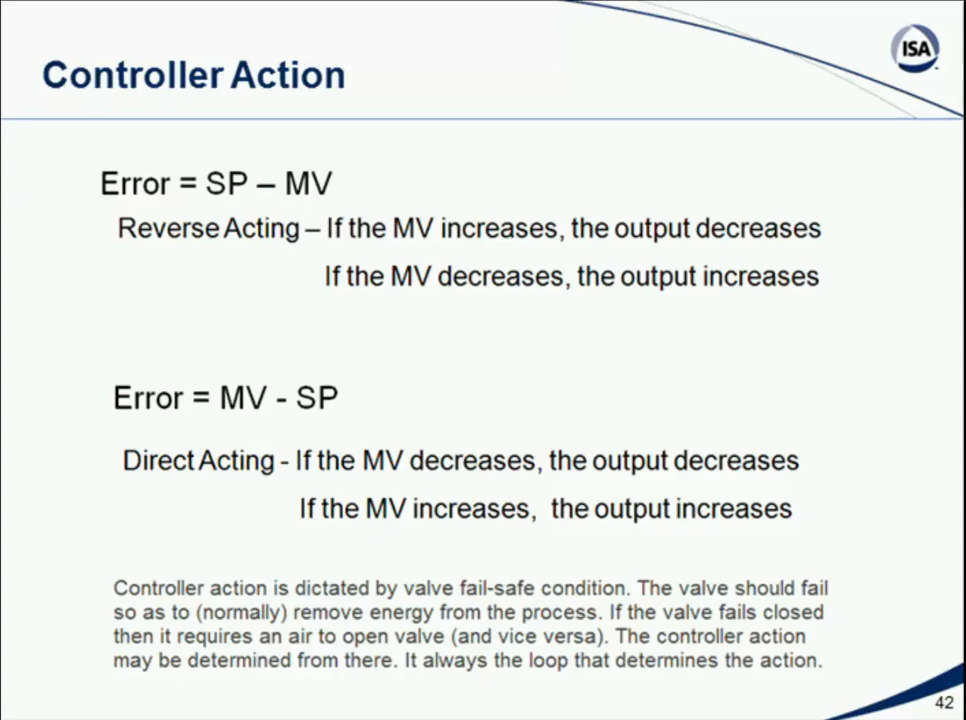 ISA
Controller Action
Error = SP – MV
Reverse Acting – If the MV increases, the output decreases
If the MV decreases, the output increases
Error = MV - SP
Direct Acting - If the MV decreases, the output decreases
If the MV increases, the output increases
Controller action is dictated by valve fail-safe condition. The valve should fail
so as to (normally) remove energy from the process. If the valve fails closed
then it requires an air to open valve (and vice versa). The controller action
may be determined from there. It always the loop that determines the action.
42